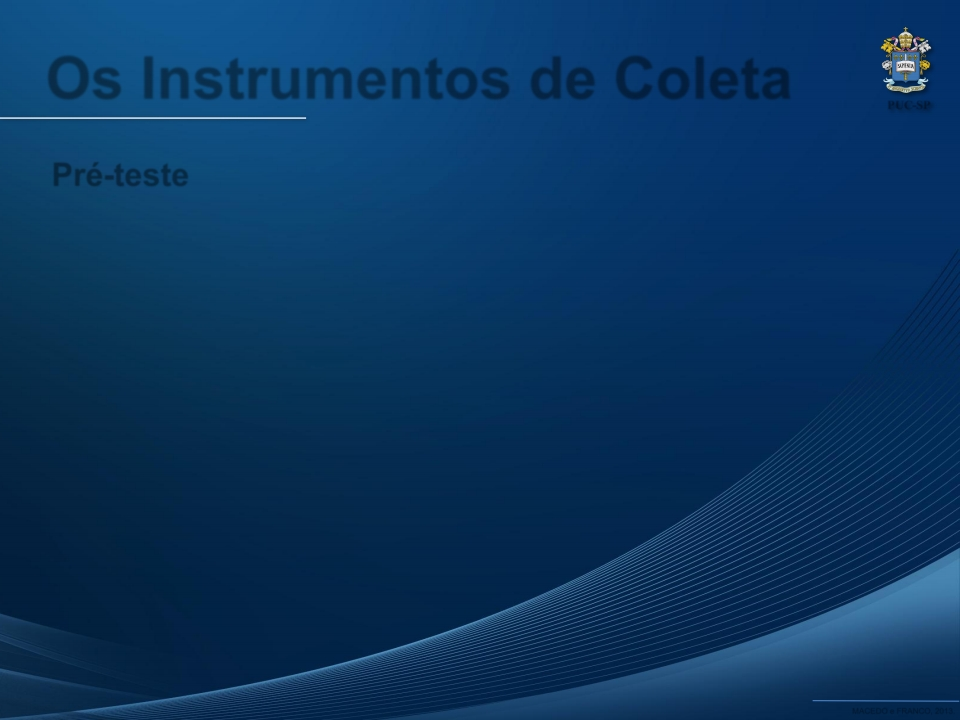 Os Instrumentos de Coleta
PUC-SP
Pré-teste